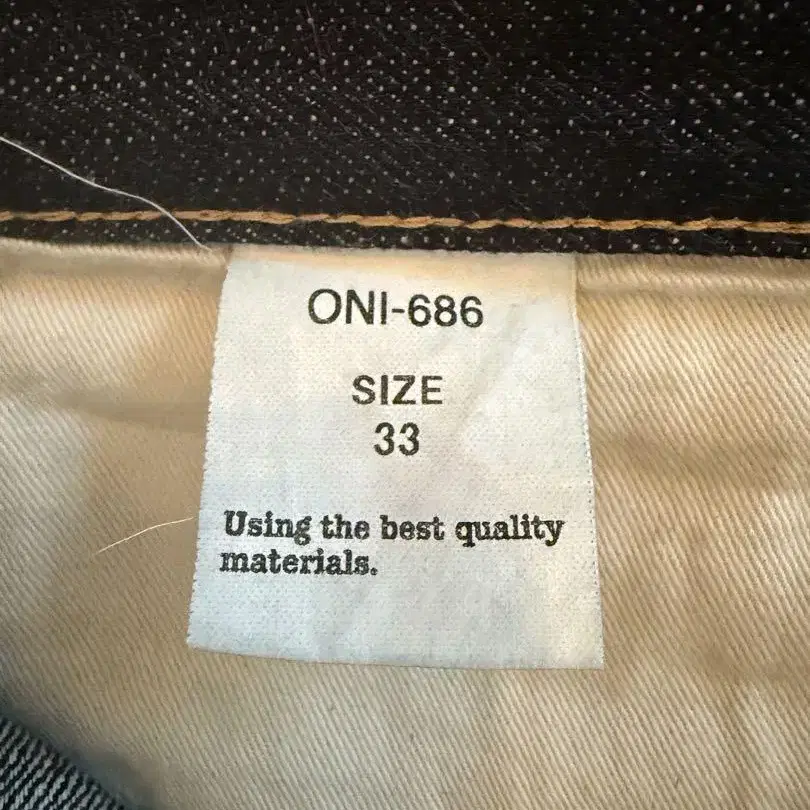 ONI-686
SIZE
33
Using the best quality
materials.